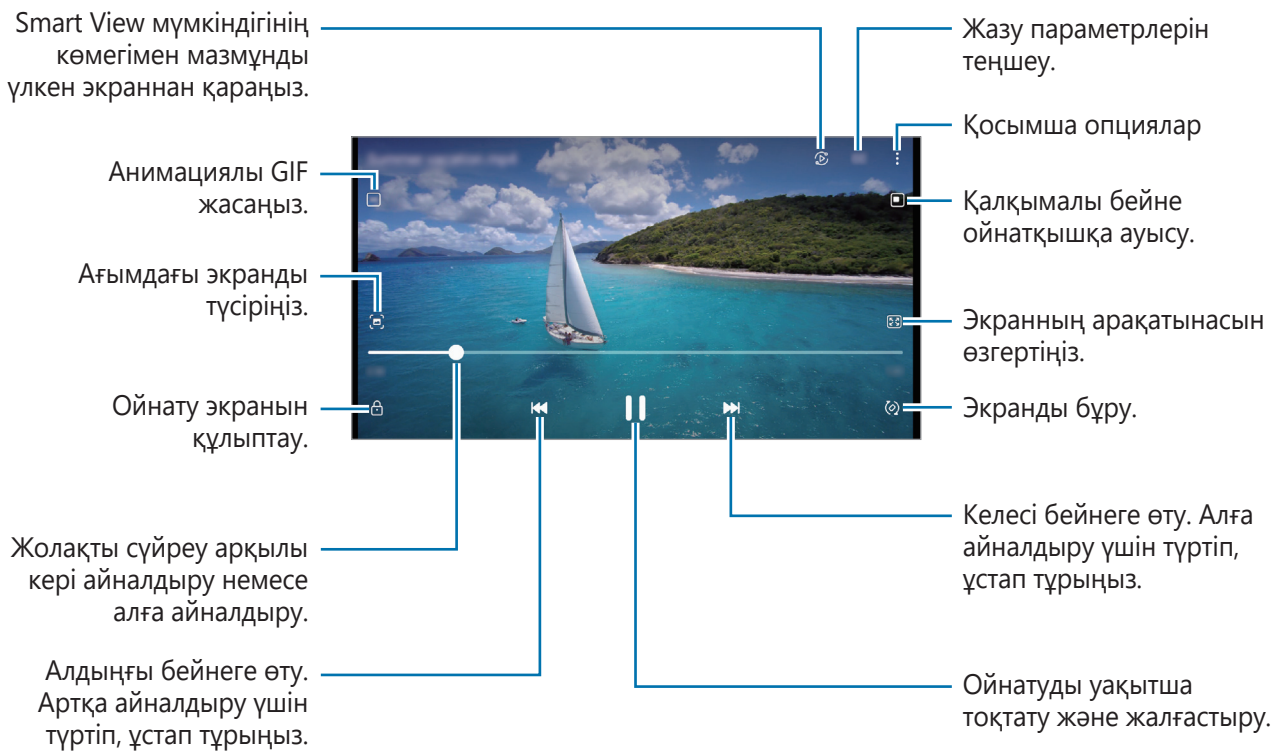 Smart View мүмкіндігінің
көмегімен мазмұнды
үлкен экраннан қараңыз.
Анимациялы GIF
жасаңыз.
Ағымдағы экранды
түсіріңіз.
Ойнату экранын
құлыптау.
Жолақты сүйреу арқылы
кері айналдыру немесе
алға айналдыру.
Алдыңғы бейнеге өту.
Артқа айналдыру үшін
түртіп, ұстап тұрыңыз.
Жазу параметрлерін
теңшеу.
Қосымша опциялар
Қалқымалы бейне
ойнатқышқа ауысу.
Экранның арақатынасын
өзгертіңіз.
Экранды бұру.
Келесі бейнеге өту. Алға
айналдыру үшін түртіп,
ұстап тұрыңыз.
Ойнатуды уақытша
тоқтату және жалғастыру.